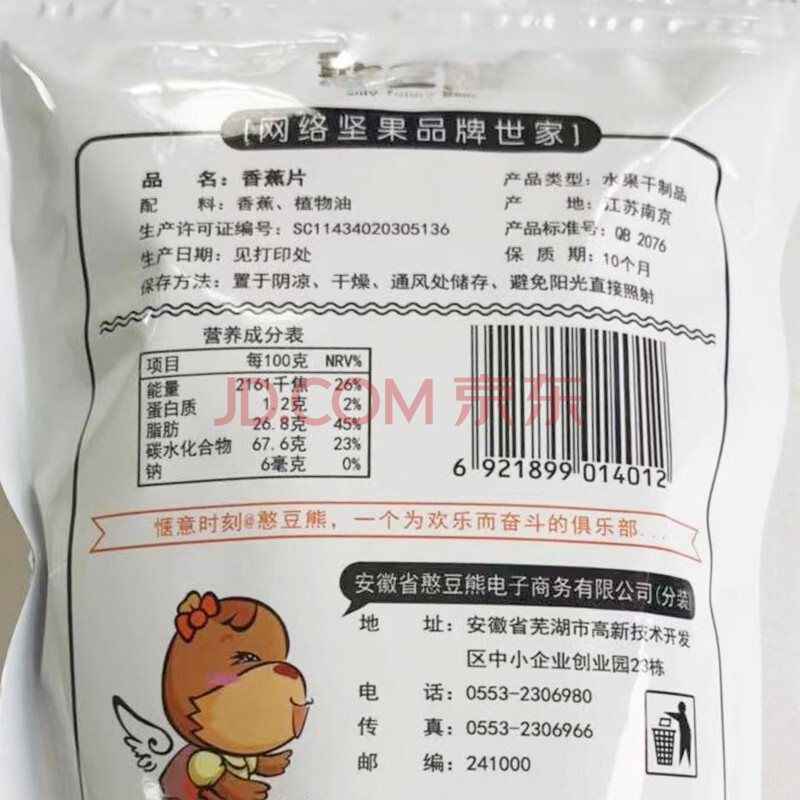 [网络坚果品牌世家]
品 名：香蕉片
产品类型：水果干制品
配 料：香蕉、植物油
产 地：江苏南京
生产许可证编号：SC11434020305136
产品标准号：QB 2076
生产日期：见打印处
保 质 期：10个月
保存方法：置于阴凉、干燥、通风处储存、避免阳光直接照射
营养成分表
项目 每100克 NRV%
能量 2161千焦 26%
蛋白质 1.2克 2%
脂肪 26.8克 45%
碳水化合物 67.6克 23%
钠 6毫克 0%
JD.COM 京东
6 921899 014012
惬意时刻@憨豆熊，一个为欢乐而奋斗的俱乐部...
安徽省憨豆熊电子商务有限公司(分装)
地 址：安徽省芜湖市高新技术开发
区中小企业创业园23栋
电 话：0553-2306980
传 真：0553-2306966
邮 编：241000